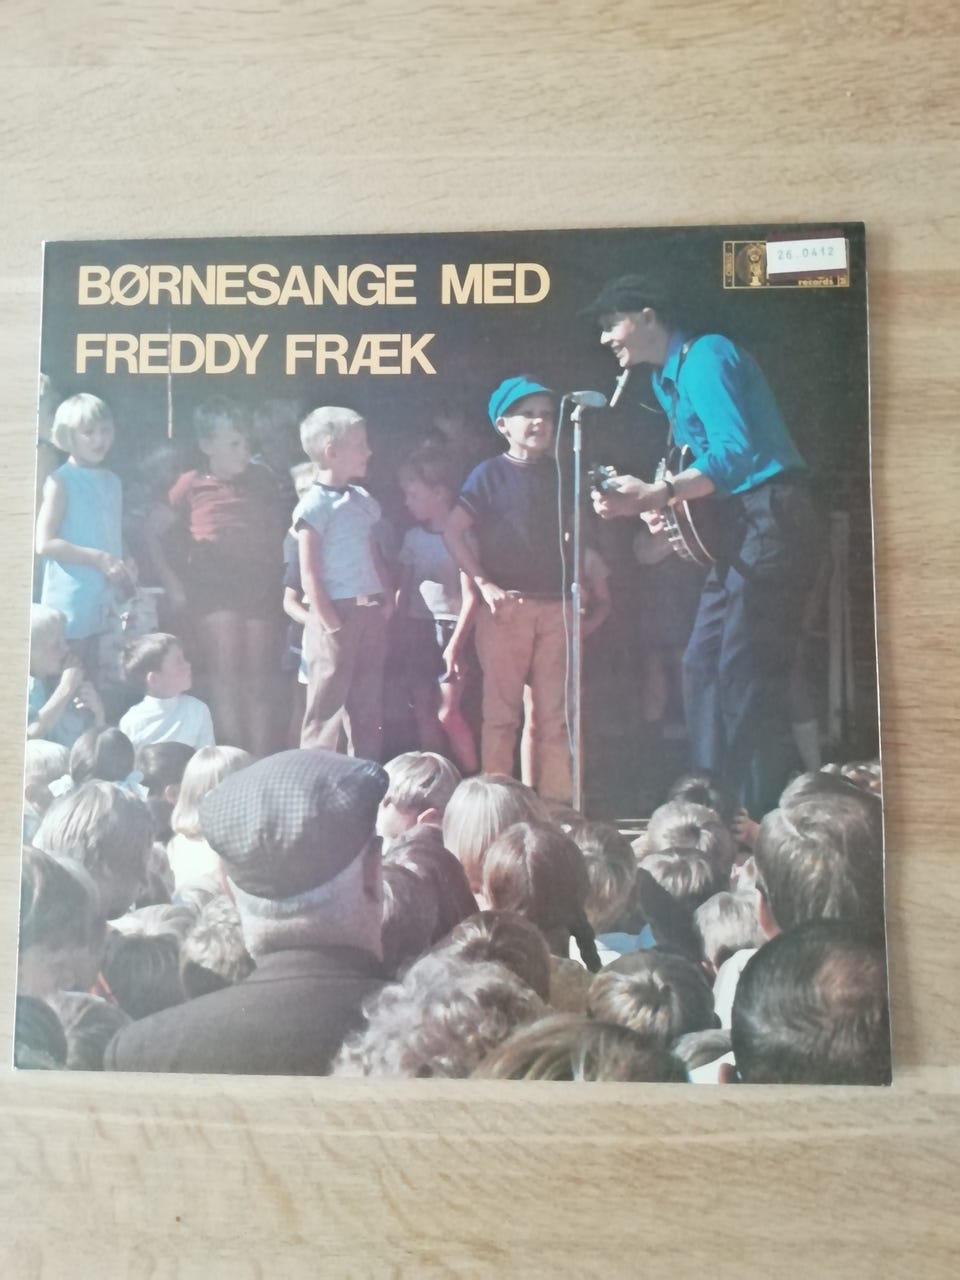 BØRNESANGE MED
FREDDY FRÆK
26.0412
records